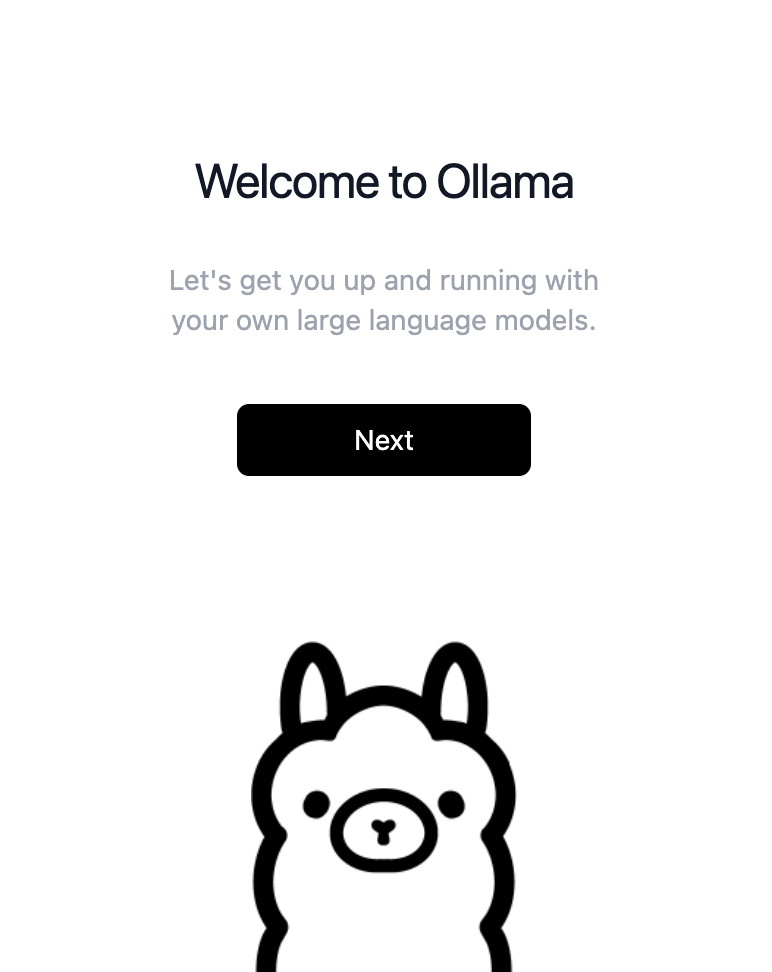 Welcome to Ollama
Let's get you up and running with
your own large language models.
Next